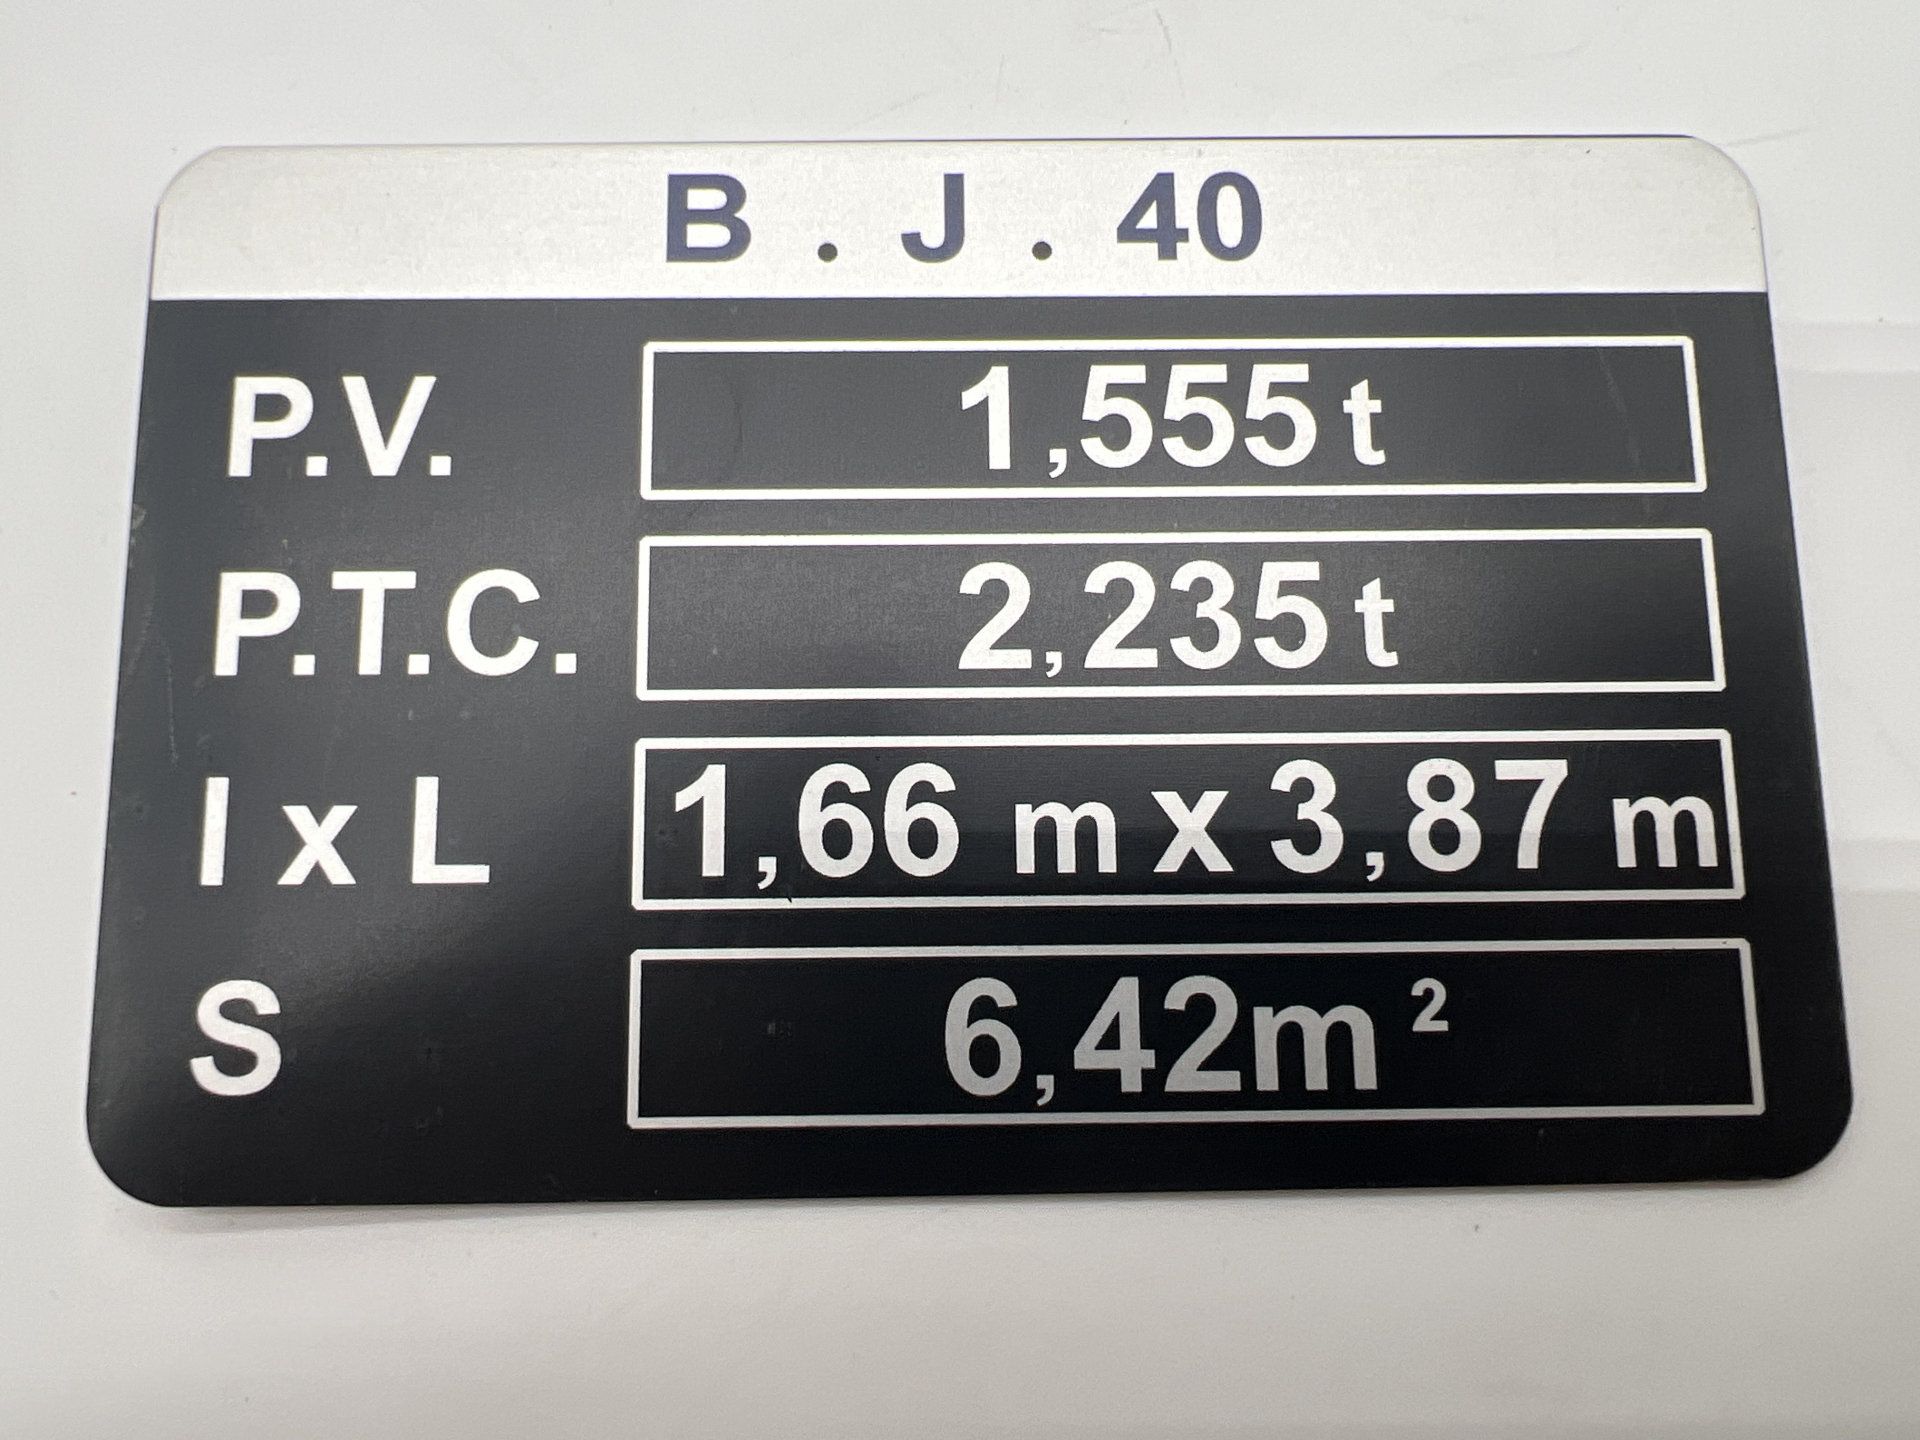 B . J . 40
P.V. 1,555 t
P.T.C. 2,235 t
l x L 1,66 m x 3,87 m
S 6,42m²